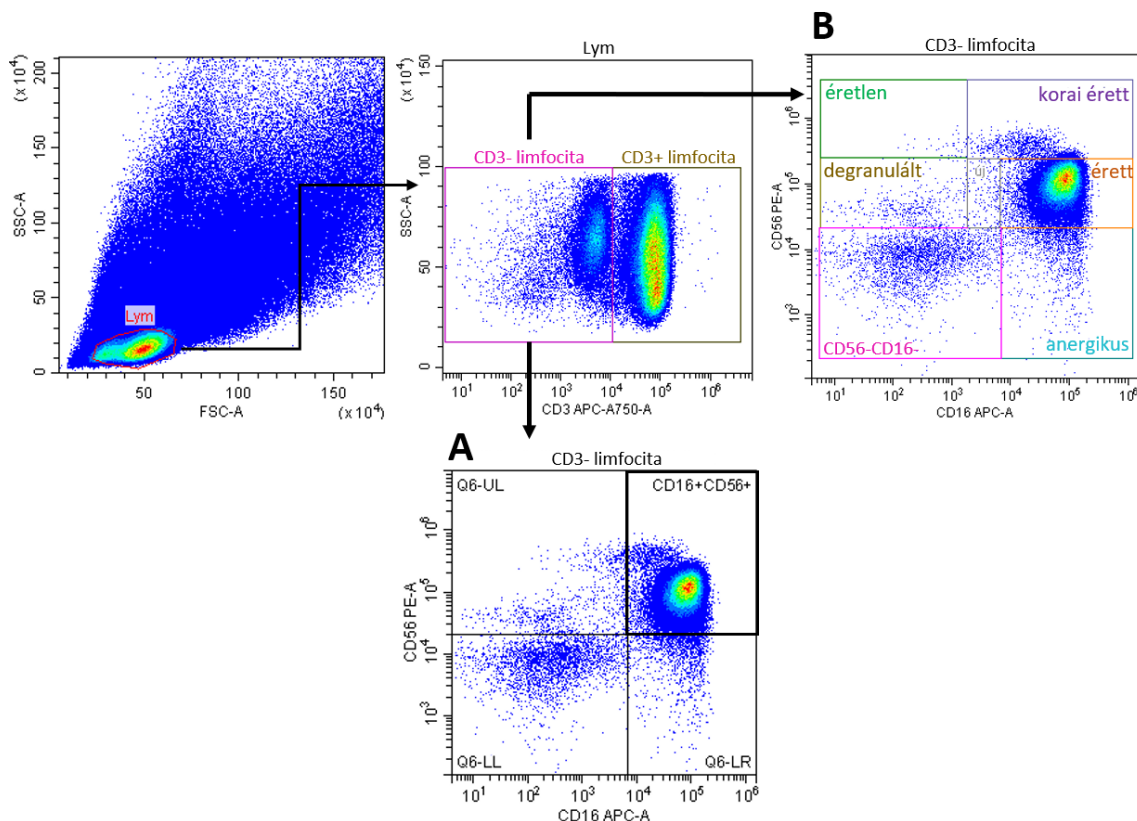 B
Lym
CD3- limfocita
(x 10⁴)
200
150
100
50
0
SSC-A
Lym
50
100
150
FSC-A
(x 10⁴)
(x 10⁴)
150
100
50
0
SSC-A
CD3- limfocita
CD3+ limfocita
10¹
10²
10³
10⁴
10⁵
10⁶
CD3 APC-A750-A
éretlen
korai érett
degranulált
új
érett
CD56-CD16-
anergikus
10⁶
10⁵
10⁴
10³
CD56 PE-A
10¹
10²
10³
10⁴
10⁵
10⁶
CD16 APC-A
A
CD3- limfocita
Q6-UL
CD16+CD56+
10⁶
10⁵
10⁴
10³
CD56 PE-A
Q6-LL
Q6-LR
10¹
10²
10³
10⁴
10⁵
10⁶
CD16 APC-A